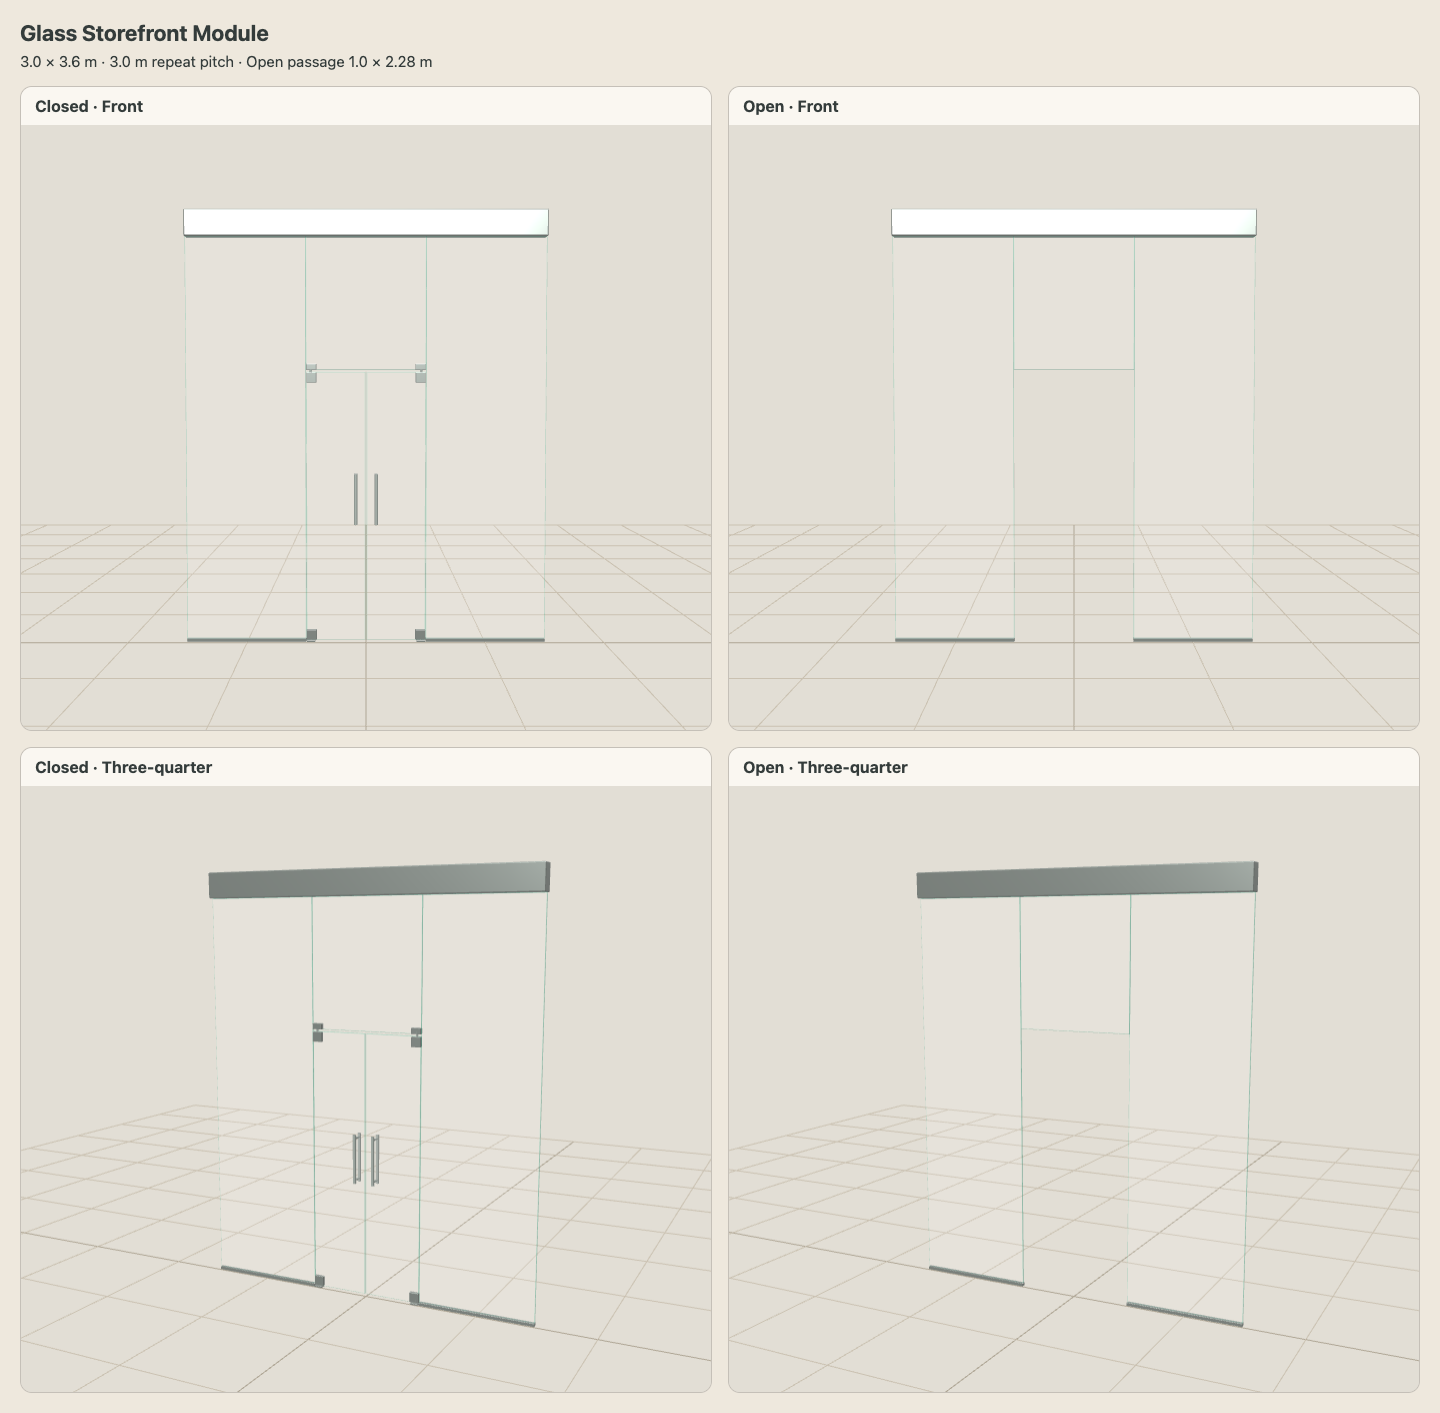 Glass Storefront Module
3.0 × 3.6 m · 3.0 m repeat pitch · Open passage 1.0 × 2.28 m
Closed · Front
Open · Front
Closed · Three-quarter
Open · Three-quarter